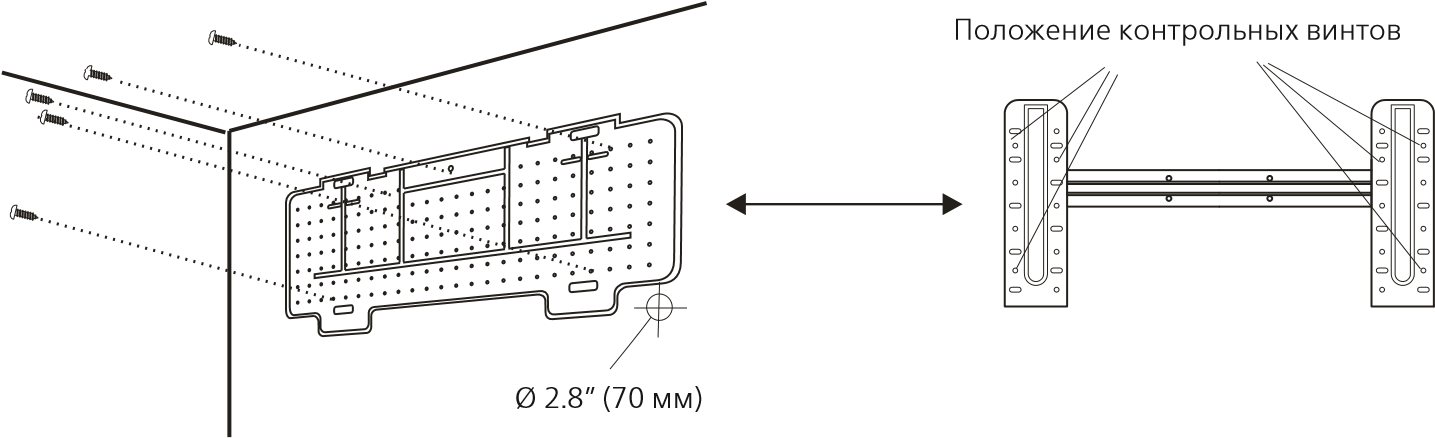 Положение контрольных винтов
Ø 2.8” (70 мм)